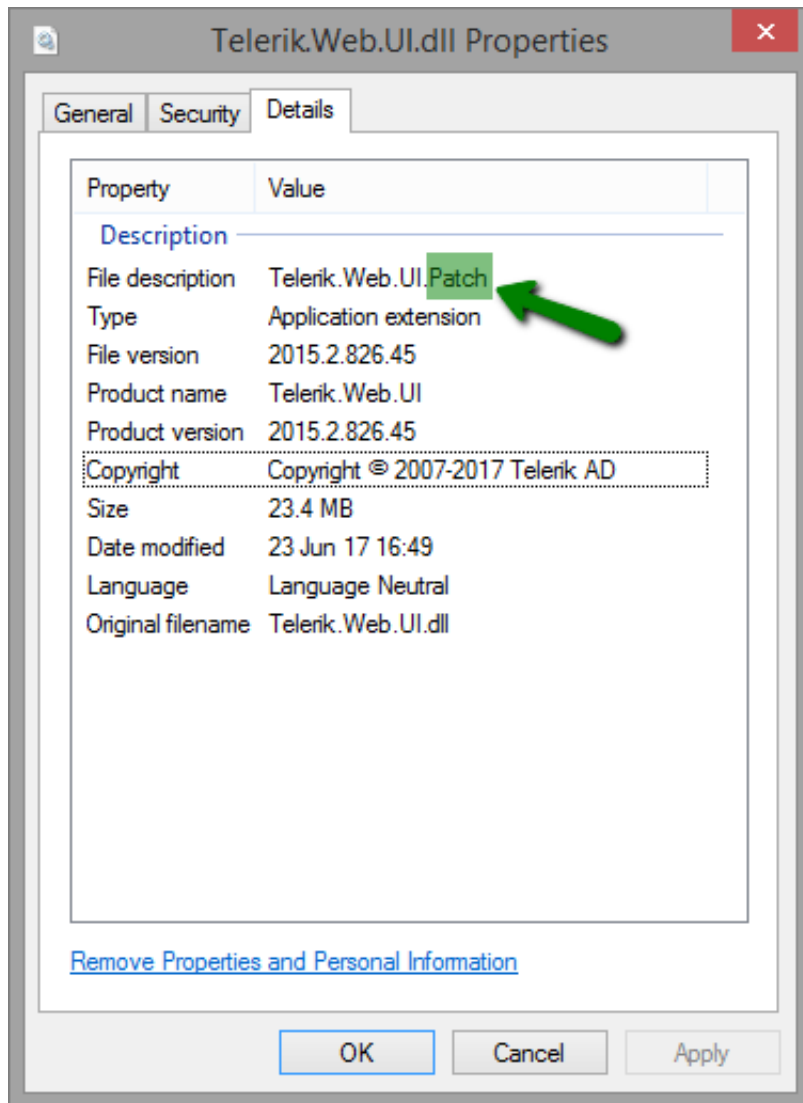 Telerik.Web.UI.dll Properties
General Security Details
Property Value
Description
File description Telerik.Web.UI.Patch
Type Application extension
File version 2015.2.826.45
Product name Telerik.Web.UI
Product version 2015.2.826.45
Copyright Copyright © 2007-2017 Telerik AD
Size 23.4 MB
Date modified 23 Jun 17 16:49
Language Language Neutral
Original filename Telerik.Web.UI.dll
Remove Properties and Personal Information
OK Cancel Apply